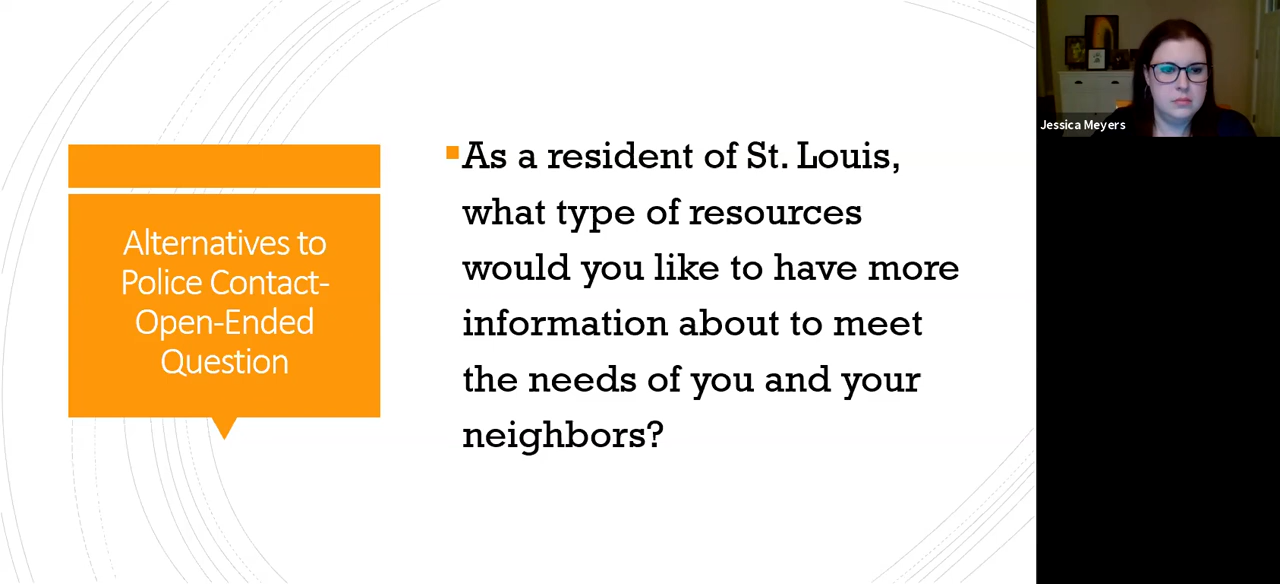 Alternatives to
Police Contact-
Open-Ended
Question
As a resident of St. Louis,
what type of resources
would you like to have more
information about to meet
the needs of you and your
neighbors?
Jessica Meyers